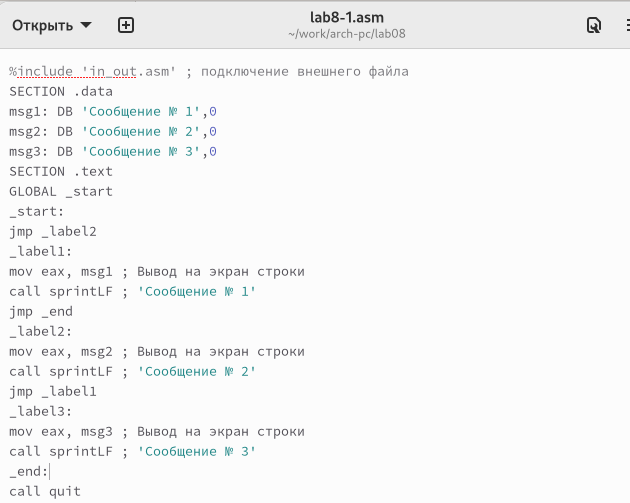 Открыть
lab8-1.asm
~/work/arch-pc/lab08
%include 'in_out.asm' ; подключение внешнего файла
SECTION .data
msg1: DB 'Сообщение № 1',0
msg2: DB 'Сообщение № 2',0
msg3: DB 'Сообщение № 3',0
SECTION .text
GLOBAL _start
_start:
jmp _label2
_label1:
mov eax, msg1 ; Вывод на экран строки
call sprintLF ; 'Сообщение № 1'
jmp _end
_label2:
mov eax, msg2 ; Вывод на экран строки
call sprintLF ; 'Сообщение № 2'
jmp _label1
_label3:
mov eax, msg3 ; Вывод на экран строки
call sprintLF ; 'Сообщение № 3'
_end:
call quit